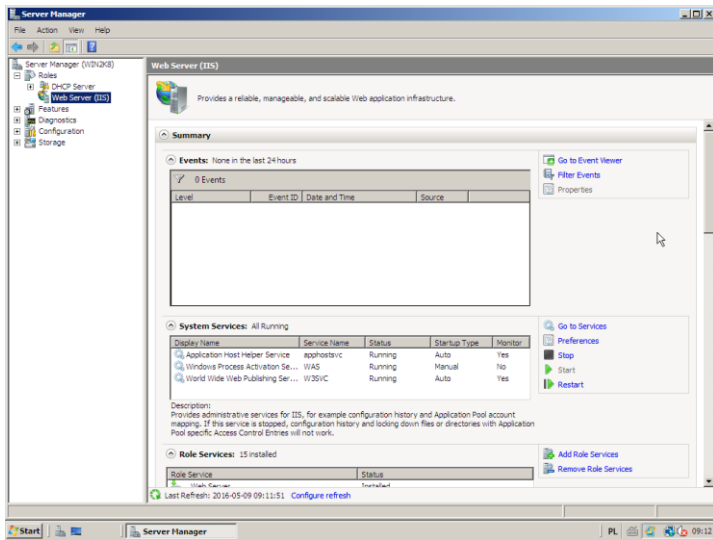 Server Manager
File Action View Help
Server Manager (WIN2K8)
Roles
DHCP Server
Web Server (IIS)
Features
Diagnostics
Configuration
Storage
Web Server (IIS)
Provides a reliable, manageable, and scalable Web application infrastructure.
Summary
Events: None in the last 24 hours
0 Events
Level Event ID Date and Time Source
Go to Event Viewer
Filter Events
Properties
System Services: All Running
Display Name Service Name Status Startup Type Monitor
Application Host Helper Service apphostsvc Running Auto Yes
Windows Process Activation Se... WAS Running Manual No
World Wide Web Publishing Ser... W3SVC Running Auto Yes
Description:
Provides administrative services for IIS, for example configuration history and Application Pool account
mapping. If this service is stopped, configuration history and locking down files or directories with Application
Pool specific Access Control Entries will not work.
Go to Services
Preferences
Stop
Start
Restart
Role Services: 15 installed
Role Service Status
Web Server Installed
Add Role Services
Remove Role Services
Last Refresh: 2016-05-09 09:11:51 Configure refresh
Start Server Manager PL 09:12